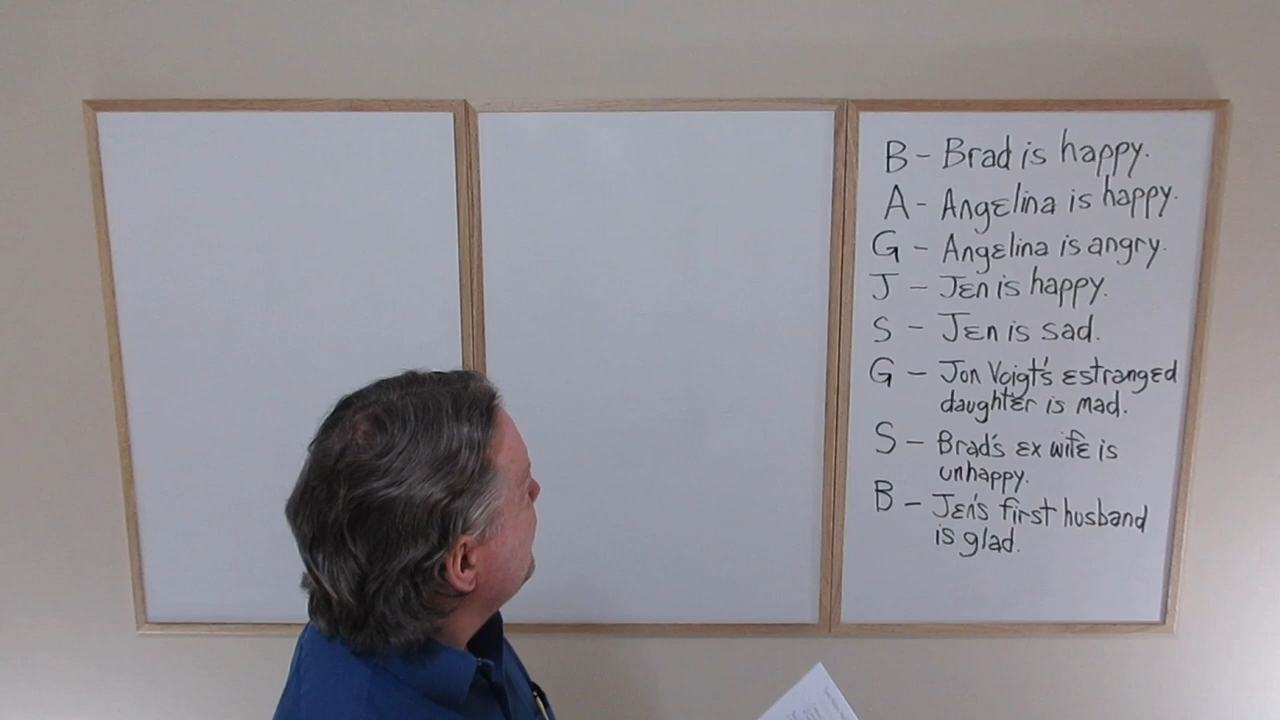 B - Brad is happy.
A - Angelina is happy.
G - Angelina is angry.
J - Jen is happy.
S - Jen is sad.
G - Jon Voigt's estranged
daughter is mad.
S - Brad's ex wife is
unhappy.
B - Jen's first husband
is glad.